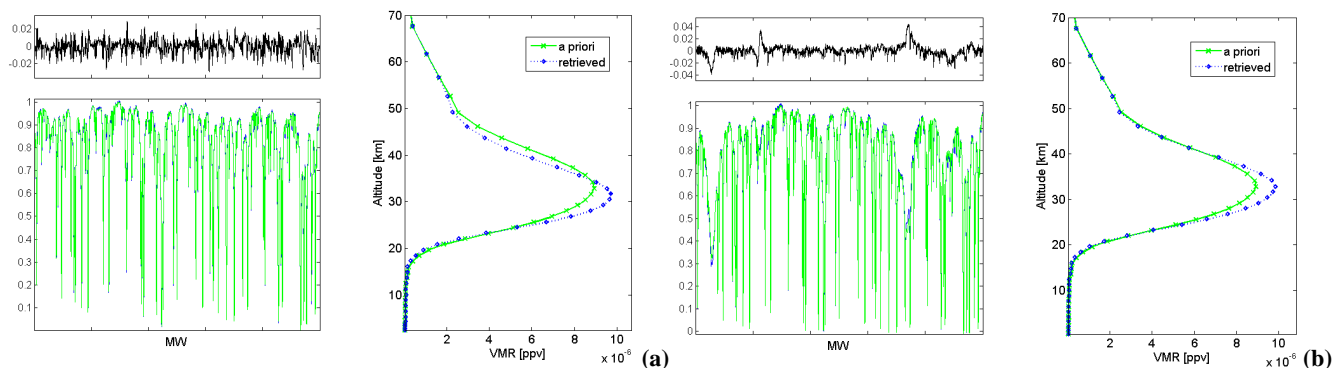 0.02
0
-0.02
1
0.9
0.8
0.7
0.6
0.5
0.4
0.3
0.2
0.1
MW
70
60
50
40
30
20
10
Altitude [km]
a priori
retrieved
2 4 6 8 10
VMR [ppv]
x 10⁻⁶
(a)
0.04
0.02
0
-0.02
-0.04
1
0.9
0.8
0.7
0.6
0.5
0.4
0.3
0.2
0.1
0
MW
70
60
50
40
30
20
10
Altitude [km]
a priori
retrieved
2 4 6 8 10
VMR [ppv]
x 10⁻⁶
(b)